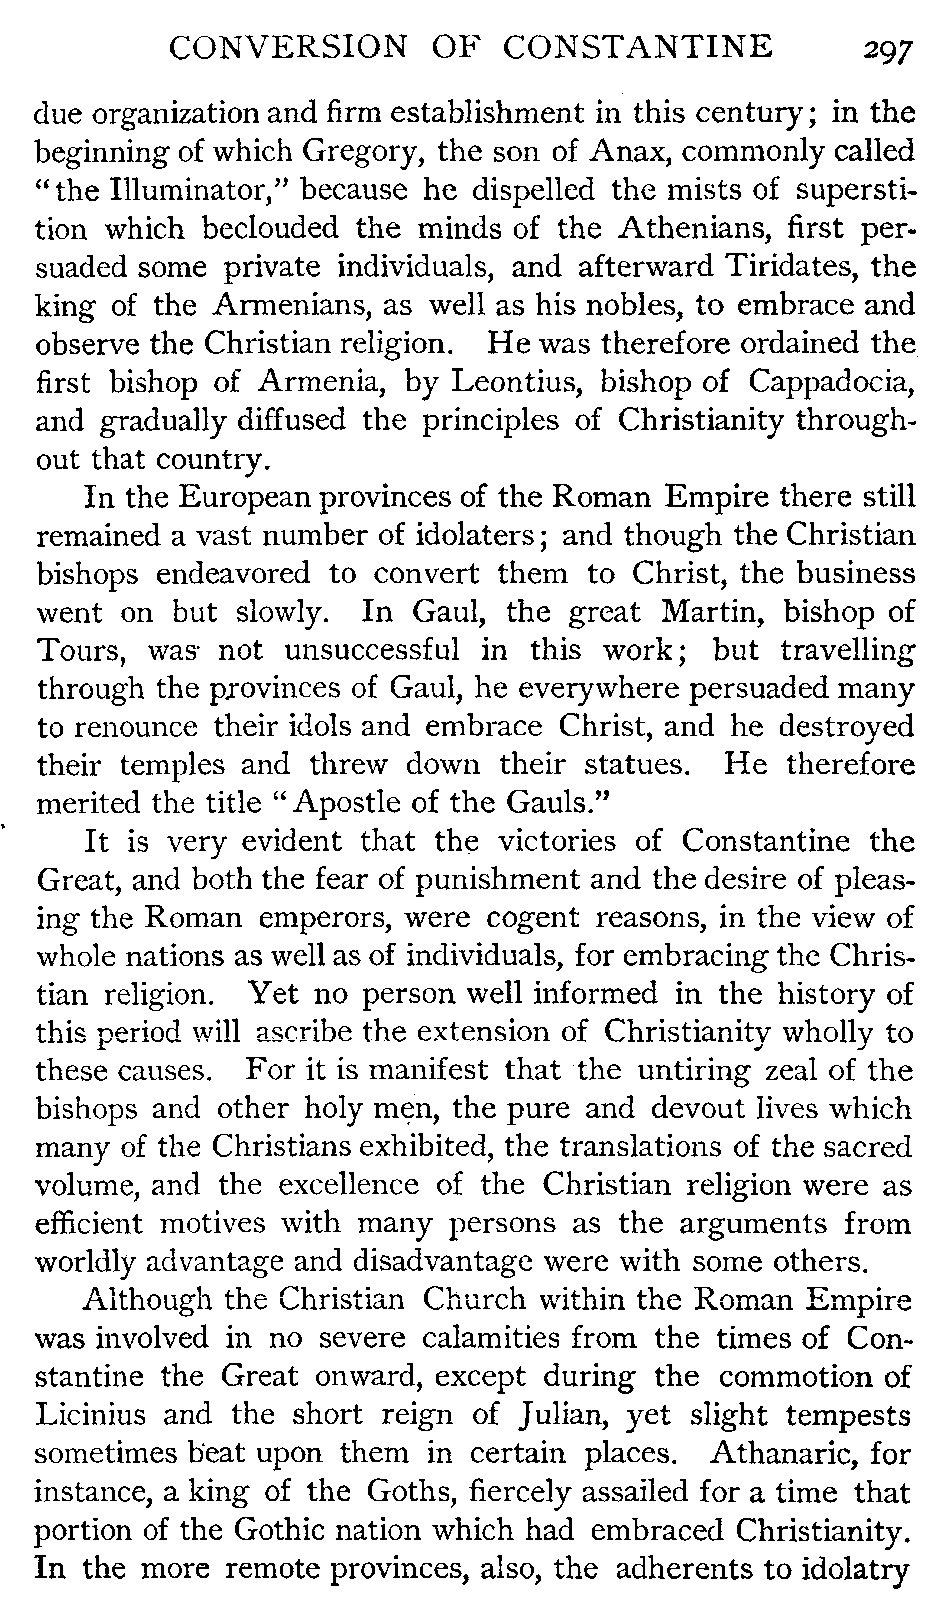 CONVERSION OF CONSTANTINE 297
due organization and firm establishment in this century; in the
beginning of which Gregory, the son of Anax, commonly called
"the Illuminator," because he dispelled the mists of supersti-
tion which beclouded the minds of the Athenians, first per-
suaded some private individuals, and afterward Tiridates, the
king of the Armenians, as well as his nobles, to embrace and
observe the Christian religion. He was therefore ordained the
first bishop of Armenia, by Leontius, bishop of Cappadocia,
and gradually diffused the principles of Christianity through-
out that country.
In the European provinces of the Roman Empire there still
remained a vast number of idolaters; and though the Christian
bishops endeavored to convert them to Christ, the business
went on but slowly. In Gaul, the great Martin, bishop of
Tours, was not unsuccessful in this work; but travelling
through the provinces of Gaul, he everywhere persuaded many
to renounce their idols and embrace Christ, and he destroyed
their temples and threw down their statues. He therefore
merited the title "Apostle of the Gauls."
It is very evident that the victories of Constantine the
Great, and both the fear of punishment and the desire of pleas-
ing the Roman emperors, were cogent reasons, in the view of
whole nations as well as of individuals, for embracing the Chris-
tian religion. Yet no person well informed in the history of
this period will ascribe the extension of Christianity wholly to
these causes. For it is manifest that the untiring zeal of the
bishops and other holy men, the pure and devout lives which
many of the Christians exhibited, the translations of the sacred
volume, and the excellence of the Christian religion were as
efficient motives with many persons as the arguments from
worldly advantage and disadvantage were with some others.
Although the Christian Church within the Roman Empire
was involved in no severe calamities from the times of Con-
stantine the Great onward, except during the commotion of
Licinius and the short reign of Julian, yet slight tempests
sometimes beat upon them in certain places. Athanaric, for
instance, a king of the Goths, fiercely assailed for a time that
portion of the Gothic nation which had embraced Christianity.
In the more remote provinces, also, the adherents to idolatry